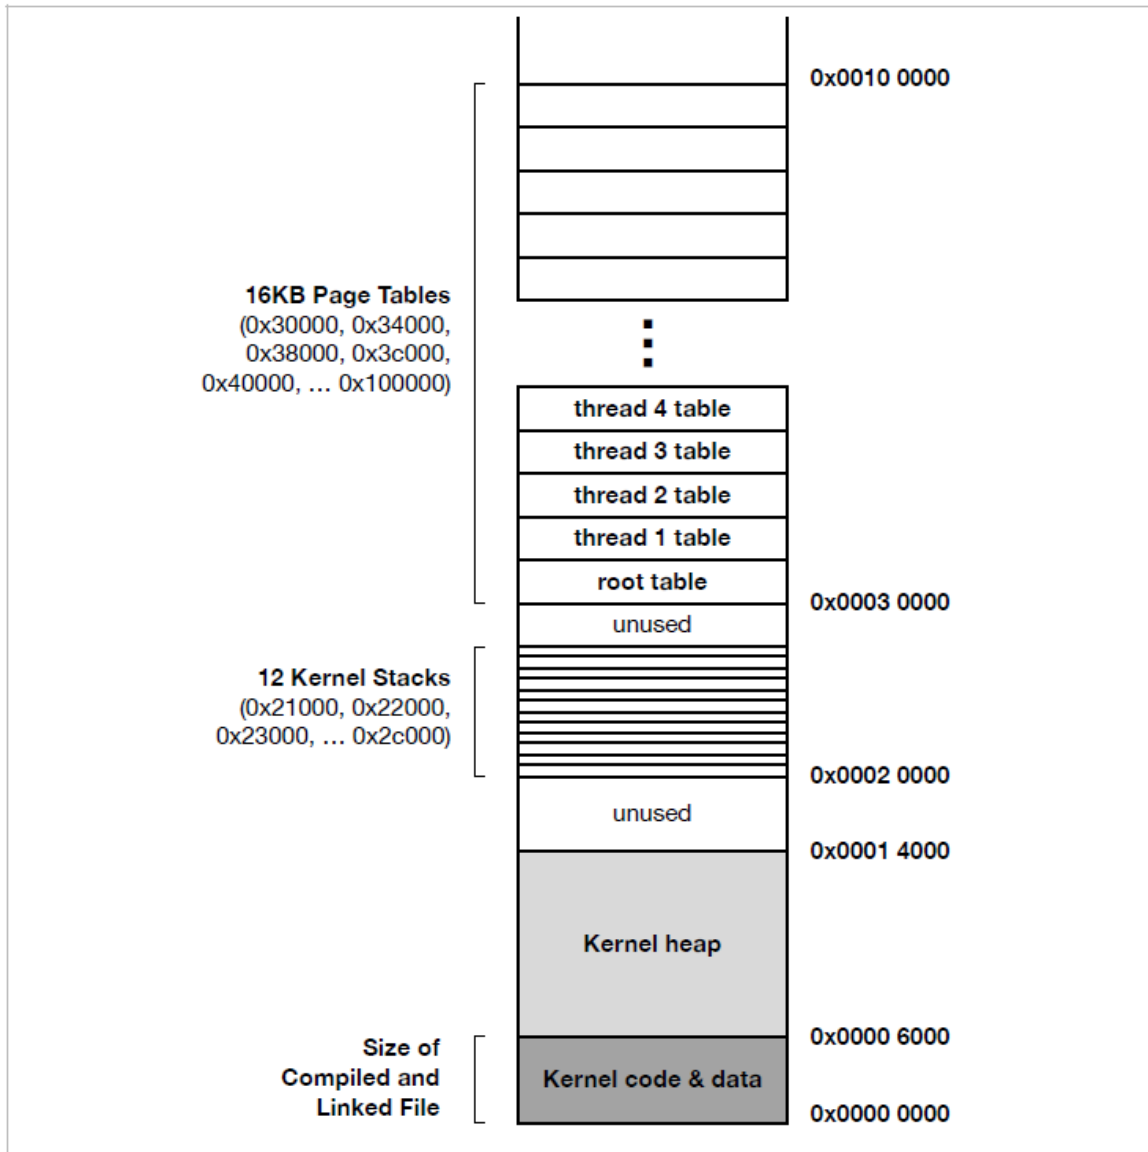 0x0010 0000
16KB Page Tables
(0x30000, 0x34000,
0x38000, 0x3c000,
0x40000, ... 0x100000)
thread 4 table
thread 3 table
thread 2 table
thread 1 table
root table
0x0003 0000
unused
12 Kernel Stacks
(0x21000, 0x22000,
0x23000, ... 0x2c000)
0x0002 0000
unused
0x0001 4000
Kernel heap
0x0000 6000
Size of
Compiled and
Linked File
Kernel code & data
0x0000 0000